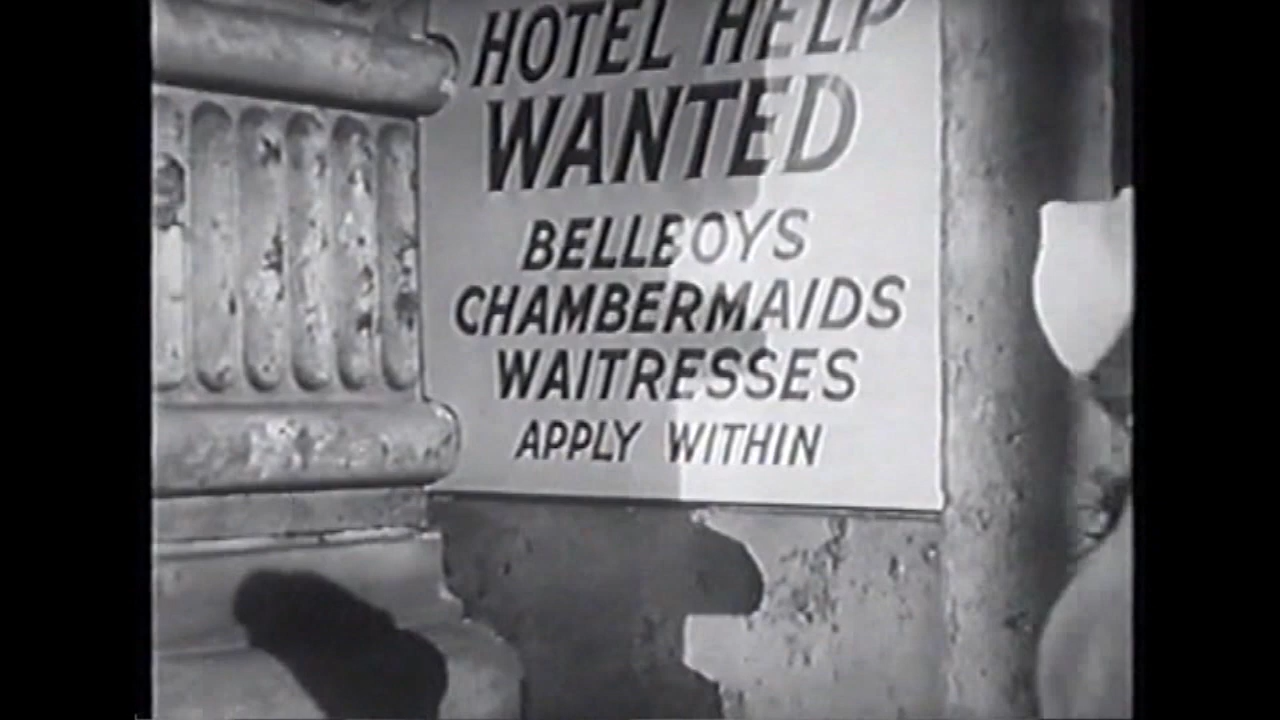 HOTEL HELP
WANTED
BELLBOYS
CHAMBERMAIDS
WAITRESSES
APPLY WITHIN